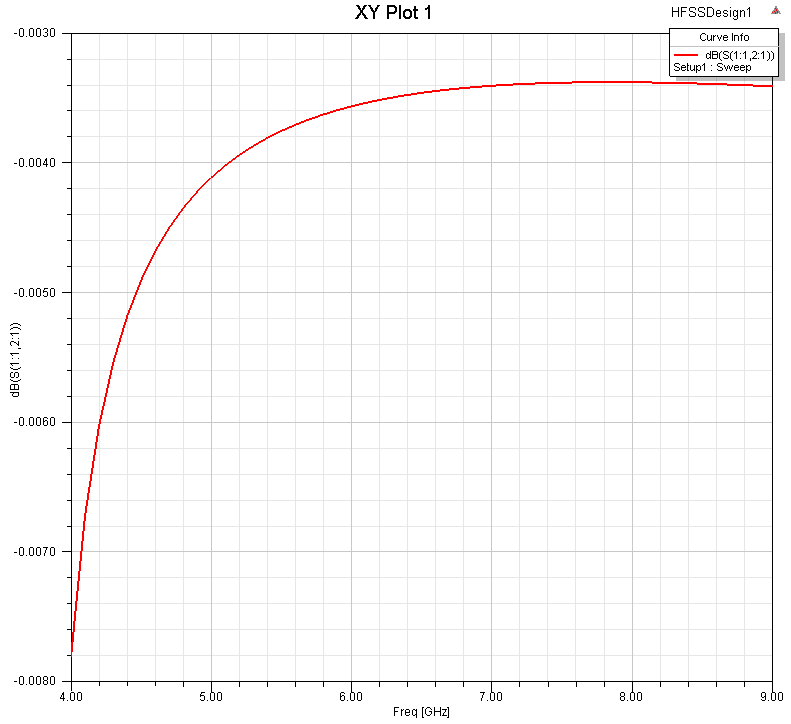 XY Plot 1
HFSSDesign1
Curve Info
dB(S(1:1,2:1))
Setup1 : Sweep
-0.0030
-0.0040
-0.0050
-0.0060
-0.0070
-0.0080
dB(S(1:1,2:1))
4.00 5.00 6.00 7.00 8.00 9.00
Freq [GHz]